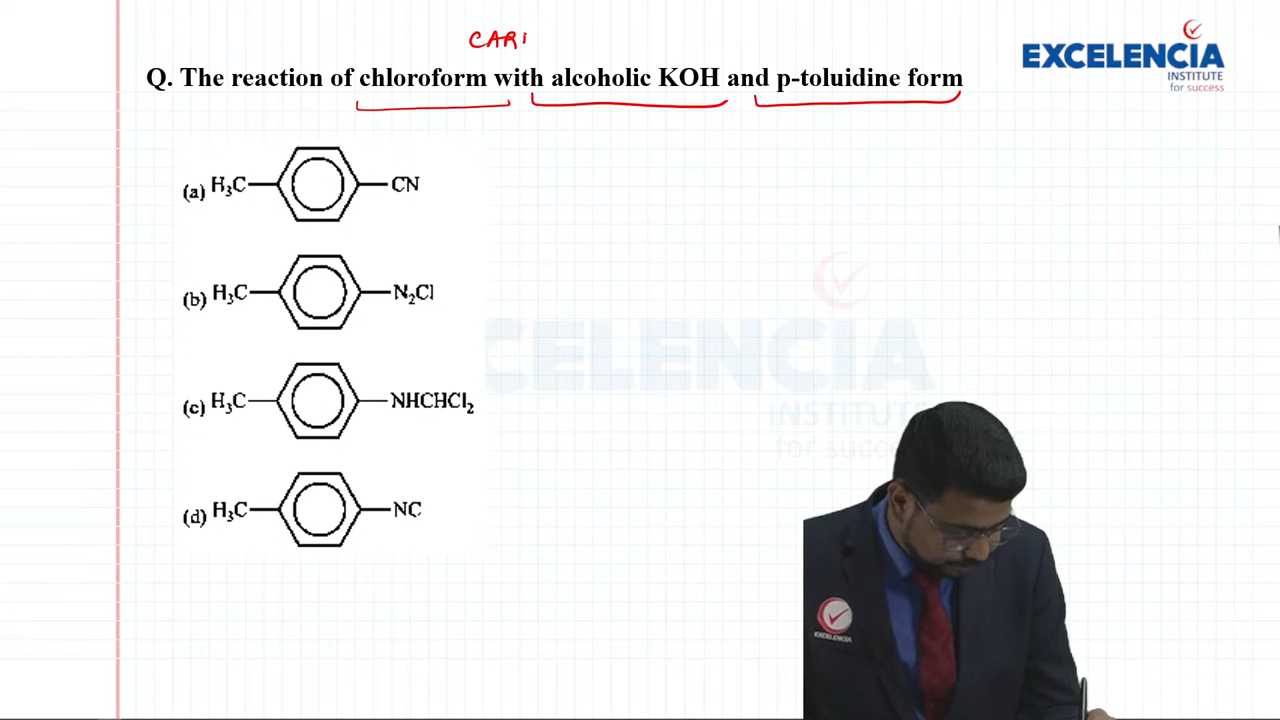 CARI
EXCELENCIA
INSTITUTE
for success
Q. The reaction of chloroform with alcoholic KOH and p-toluidine form
(a) H₃C CN
(b) H₃C N₂Cl
(c) H₃C NHCHCl₂
(d) H₃C NC
EXCELENCIA
INSTITUTE
for success
EXCELENCIA